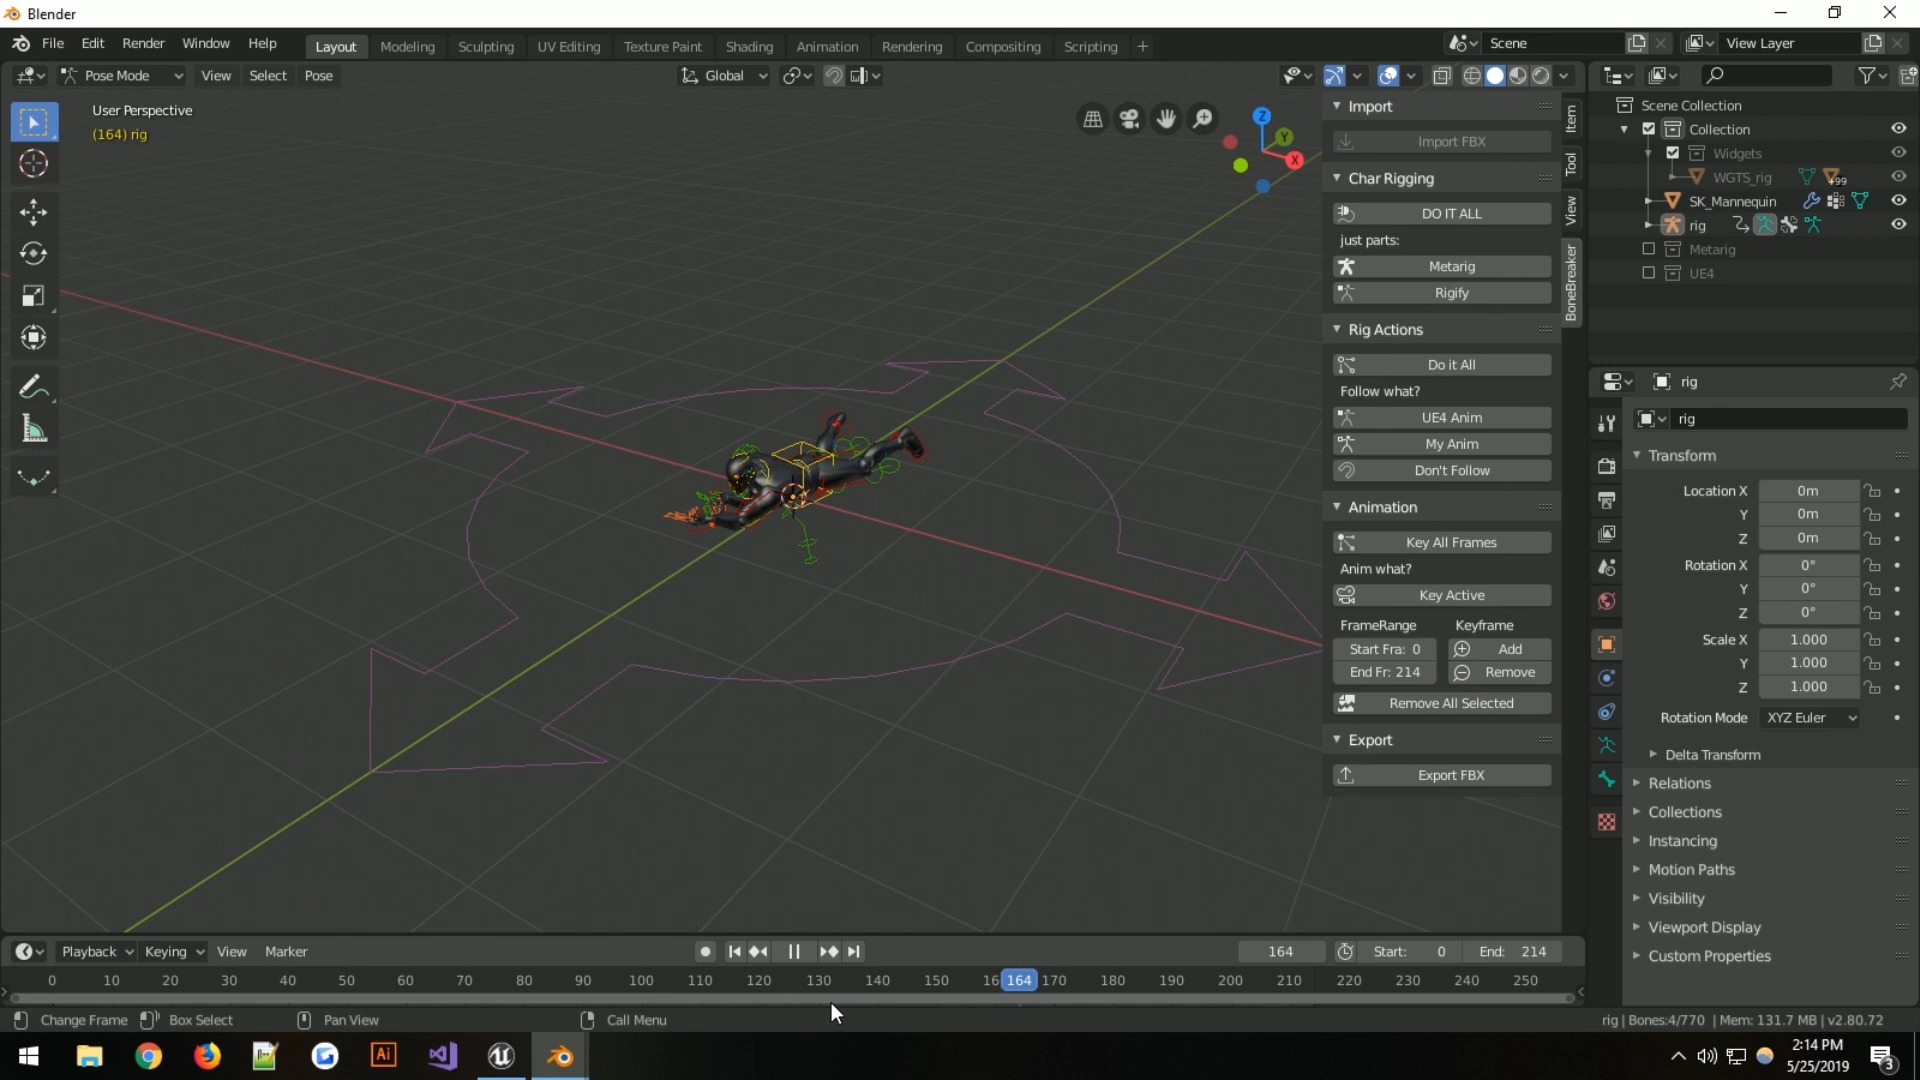 Blender
File Edit Render Window Help Layout Modeling Sculpting UV Editing Texture Paint Shading Animation Rendering Compositing Scripting + Scene View Layer
Pose Mode View Select Pose Global
User Perspective
(164) rig
Z
Y
X
Import
Import FBX
Char Rigging
DO IT ALL
just parts:
Metarig
Rigify
Rig Actions
Do it All
Follow what?
UE4 Anim
My Anim
Don't Follow
Animation
Key All Frames
Anim what?
Key Active
FrameRange Keyframe
Start Fra: 0 Add
End Fr: 214 Remove
Remove All Selected
Export
Export FBX
Item
Tool
View
BoneBreaker
Scene Collection
Collection
Widgets
WGTS_rig +99
SK_Mannequin
rig
Metarig
UE4
rig
rig
Transform
Location X 0m
Y 0m
Z 0m
Rotation X 0°
Y 0°
Z 0°
Scale X 1.000
Y 1.000
Z 1.000
Rotation Mode XYZ Euler
Delta Transform
Relations
Collections
Instancing
Motion Paths
Visibility
Viewport Display
Custom Properties
Playback Keying View Marker 164 Start: 0 End: 214
0 10 20 30 40 50 60 70 80 90 100 110 120 130 140 150 16 164 170 180 190 200 210 220 230 240 250
Change Frame Box Select Pan View Call Menu rig | Bones:4/770 | Mem: 131.7 MB | v2.80.72
Ai
2:14 PM
5/25/2019
3